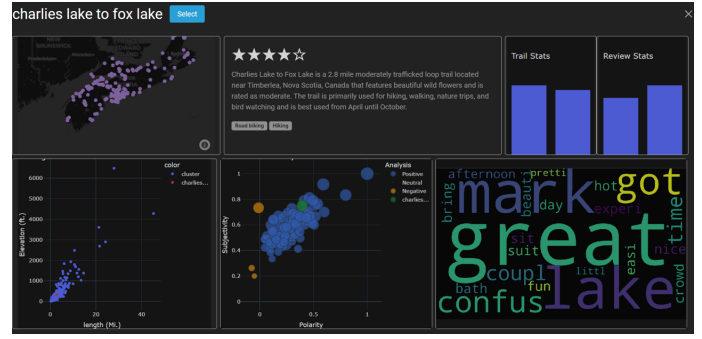 charlies lake to fox lake
Select
×
NEW
BRUNSWICK
★★★★☆
Charlies Lake to Fox Lake is a 2.8 mile moderately trafficked loop trail located
near Timberlea, Nova Scotia, Canada that features beautiful wild flowers and is
rated as moderate. The trail is primarily used for hiking, walking, nature trips, and
bird watching and is best used from April until October.
Road biking
Hiking
Trail Stats
Review Stats
color
cluster
charlies...
Elevation (ft.)
6000
5000
4000
3000
2000
1000
0
0
20
40
length (Mi.)
Analysis
Positive
Neutral
Negative
charlies...
Subjectivity
1
0.8
0.6
0.4
0.2
0
0
0.5
1
Polarity
afternoon
pretti
bring
mark
beauti
hot
got
day
experi
time
great
sit
suit
easi
nice
coupl
littl
crowd
bath
fun
confus
lake